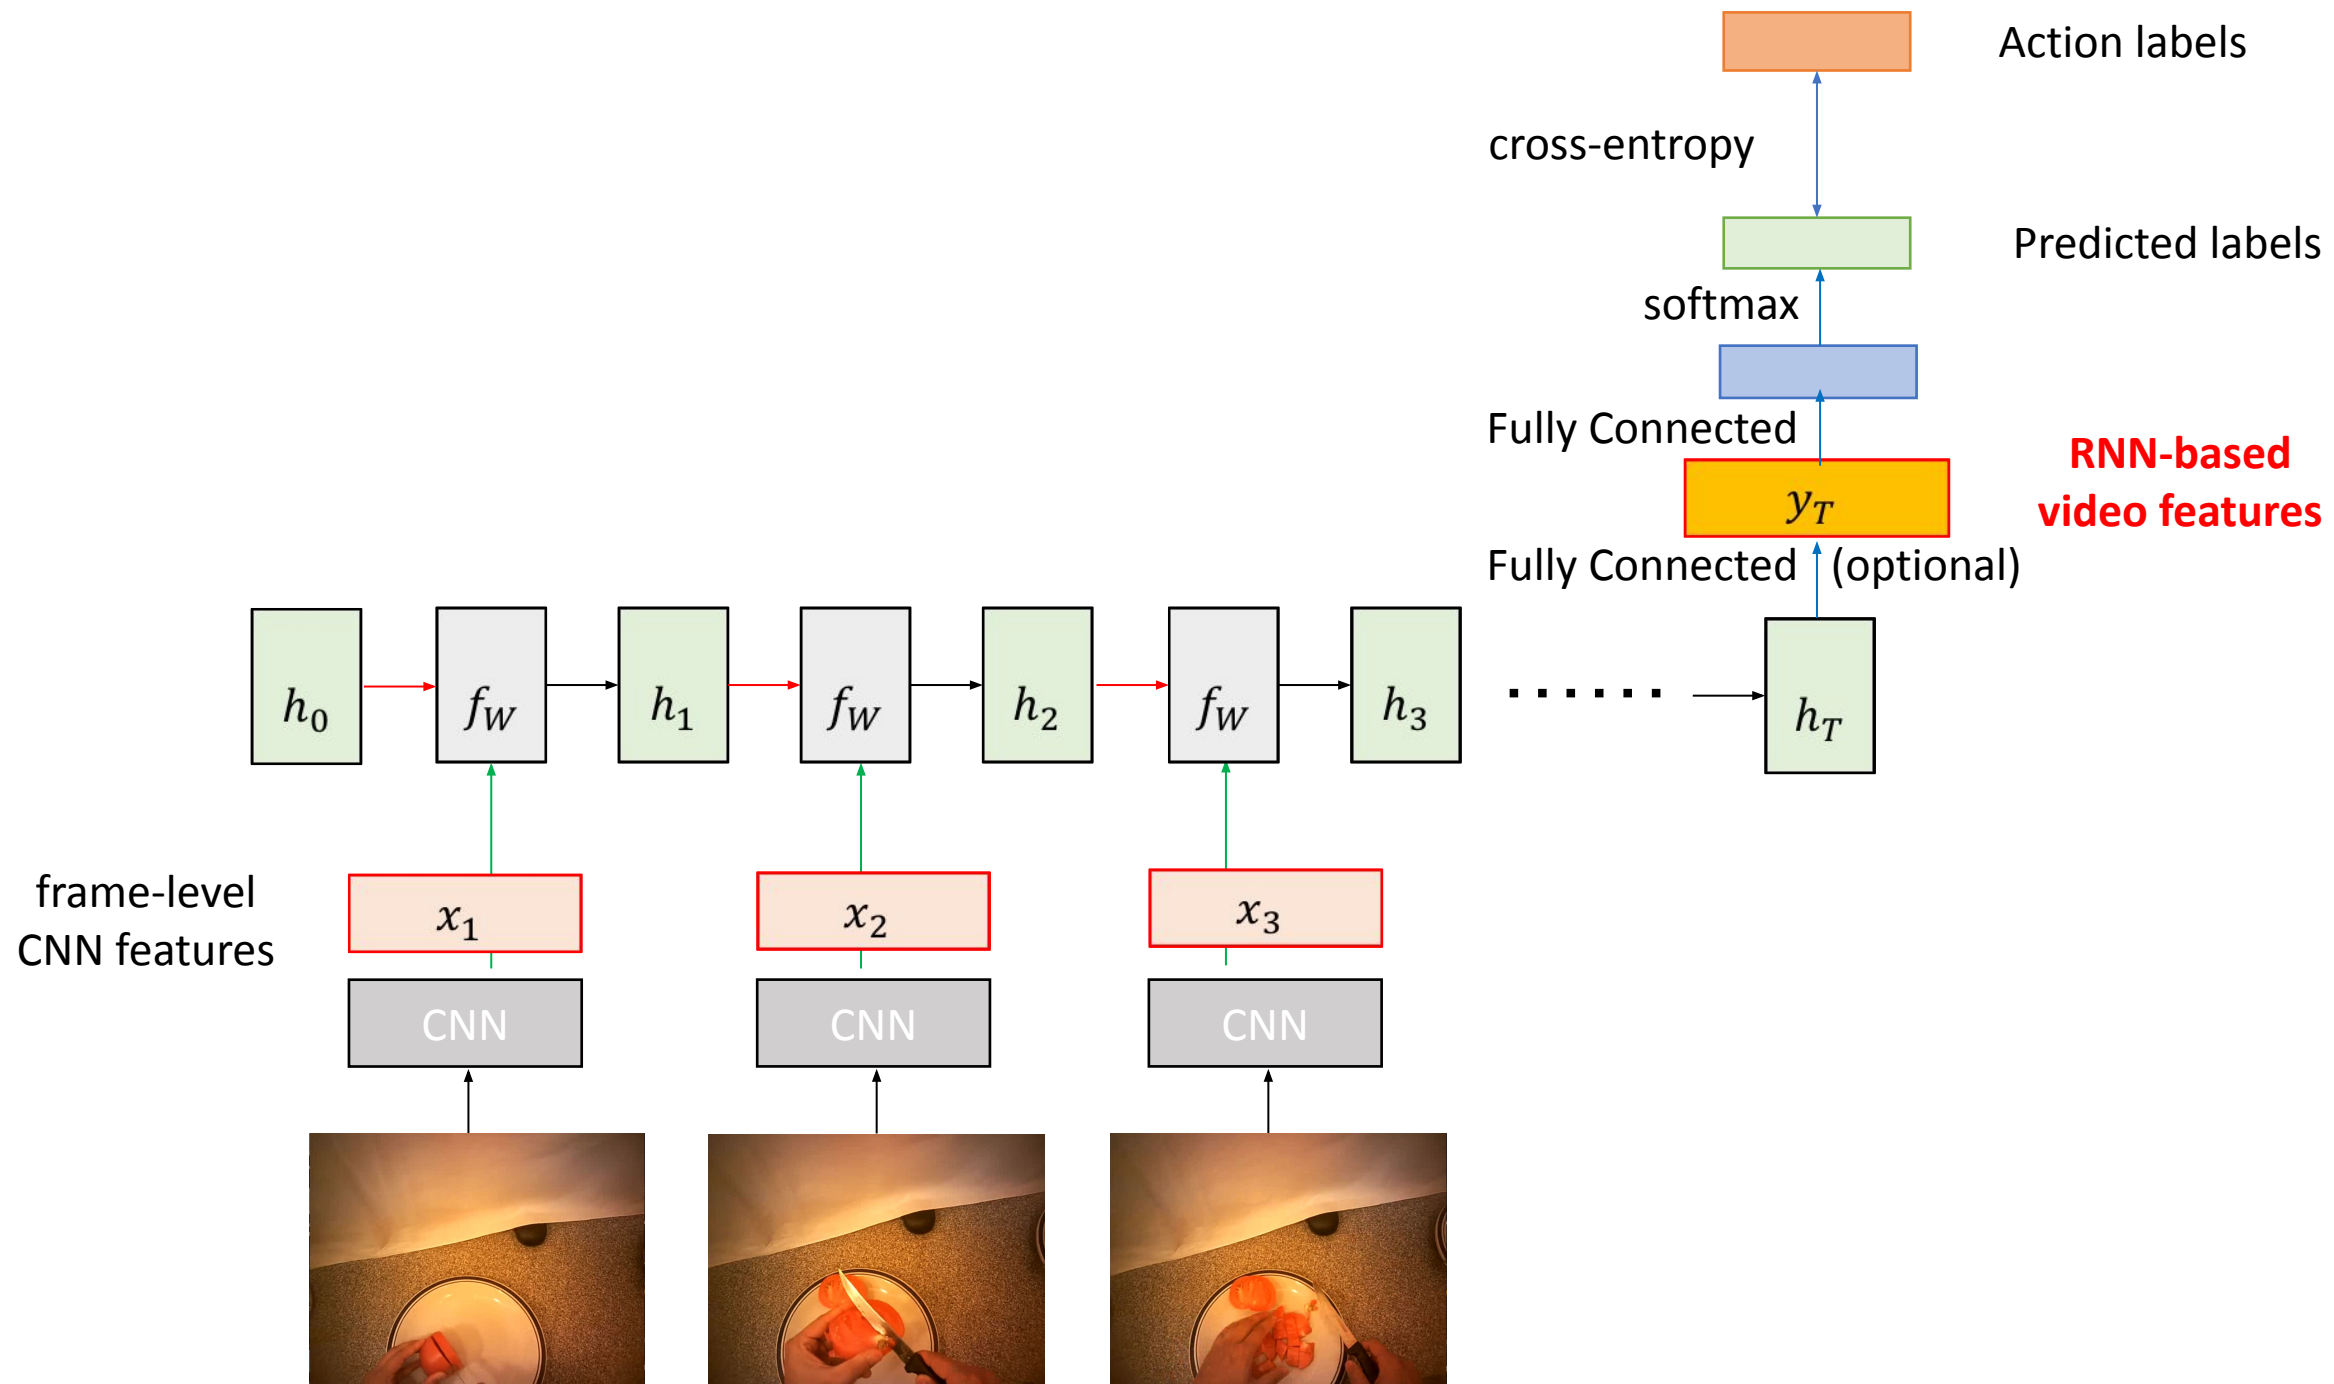 Action labels
cross-entropy
Predicted labels
softmax
Fully Connected
RNN-based
video features
y_T
Fully Connected (optional)
h_0 f_W h_1 f_W h_2 f_W h_3 ...... h_T
frame-level
CNN features
x_1 x_2 x_3
CNN CNN CNN